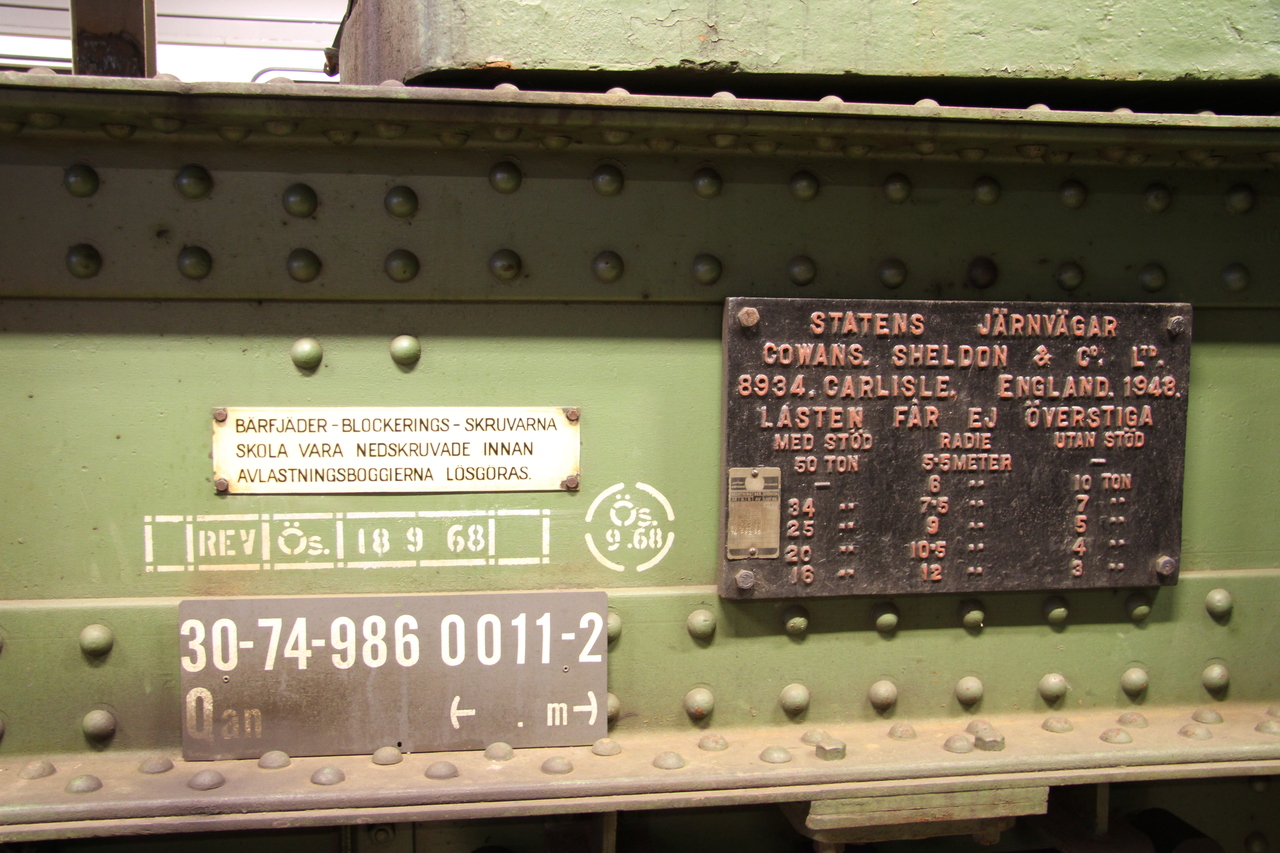 BÄRFJÄDER-BLOCKERINGS-SKRUVARNA
SKOLA VARA NEDSKRUVADE INNAN
AVLASTNINGSBOGGIERNA LÖSGÖRAS.
REV Ös. 18 9 68
Ös.
9.68
30-74-986 0011-2
Qan
. m
STATENS JÄRNVÄGAR
COWANS. SHELDON & Cº. Lᵀᴰ.
8934. CARLISLE. ENGLAND. 1948.
LASTEN FÅR EJ ÖVERSTIGA
MED STÖD RADIE UTAN STÖD
50 TON 5·5 METER —
— 6 " 10 TON
34 " 7·5 " 7 "
25 " 9 " 5 "
20 " 10·5 " 4 "
16 " 12 " 3 "